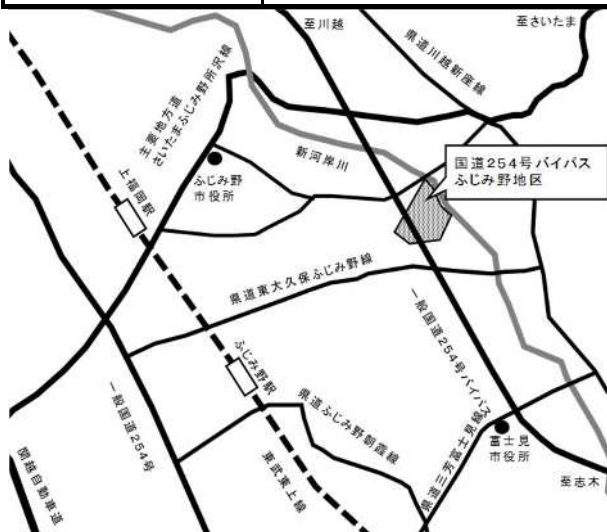 至川越
至さいたま
県道川越新座線
主要地方道
さいたまふじみ野所沢線
新河岸川
国道254号バイパス
ふじみ野地区
ふじみ野
市役所
上福岡駅
県道東大久保ふじみ野線
一般国道254号バイパス
ふじみ野駅
県道ふじみ野朝霞線
一般国道254号
東武東上線
県道三芳富士見線
富士見
市役所
至志木
関越自動車道